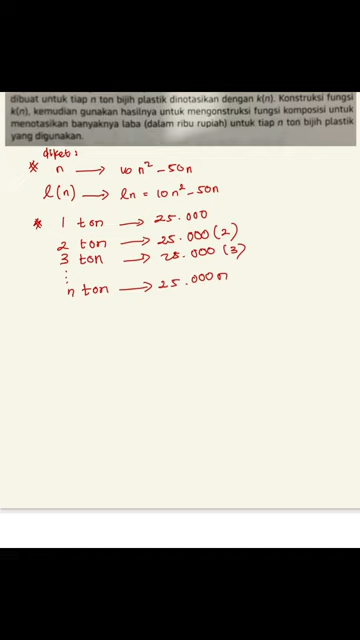 dibuat untuk tiap n ton bijih plastik dinotasikan dengan k(n). Konstruksi fungsi
k(n), kemudian gunakan hasilnya untuk mengonstruksi fungsi komposisi untuk
menotasikan banyaknya laba (dalam ribu rupiah) untuk tiap n ton bijih plastik
yang digunakan.
diket:
* n → 10n² - 50n
l(n) → ln = 10n² - 50n
* 1 ton → 25.000
2 ton → 25.000 (2)
3 ton → 25.000 (3)
⋮
n ton → 25.000n